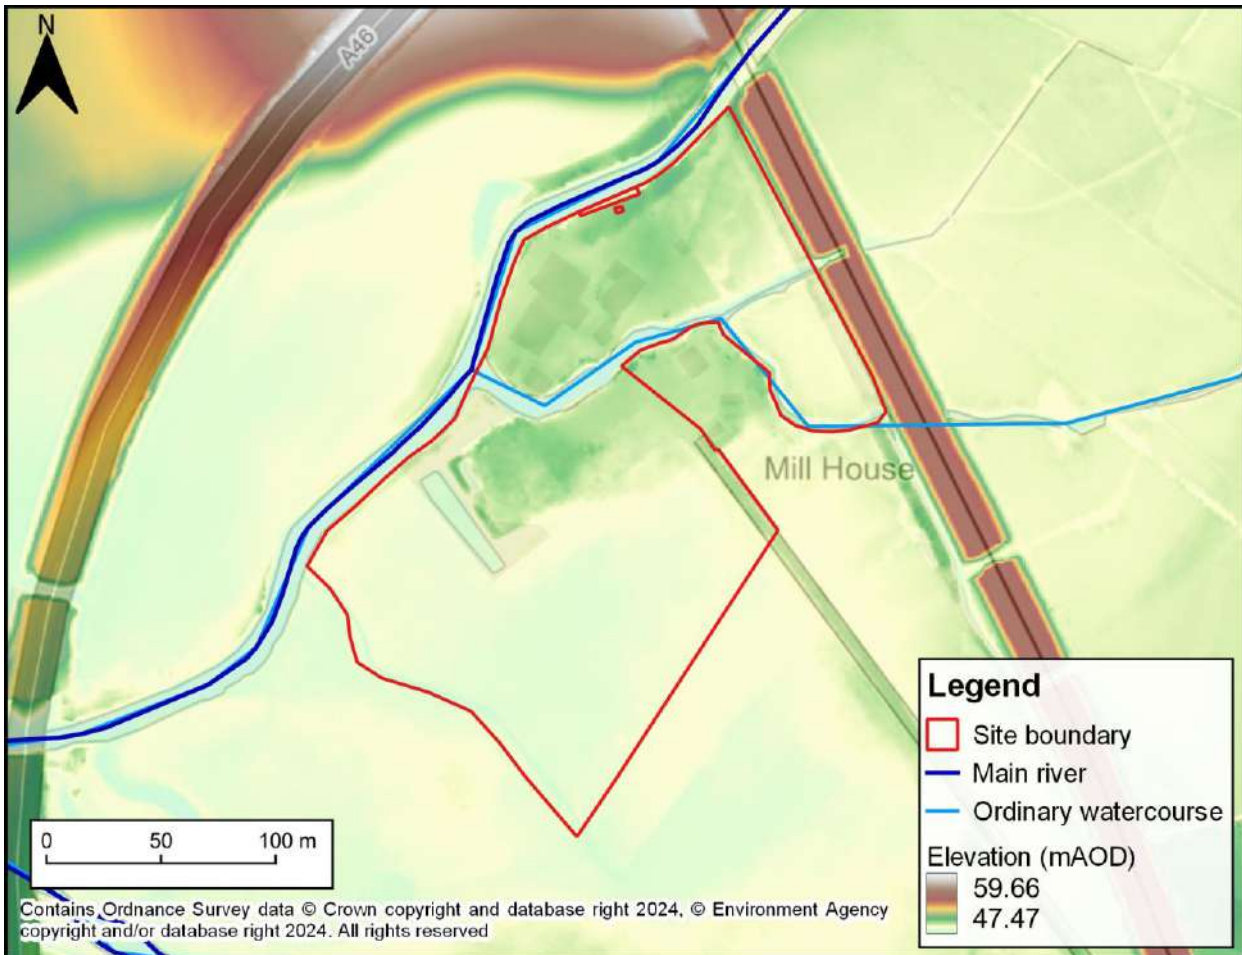 N
A46
Mill House
Legend
Site boundary
Main river
Ordinary watercourse
Elevation (mAOD)
59.66
47.47
0 50 100 m
Contains Ordnance Survey data © Crown copyright and database right 2024, © Environment Agency
copyright and/or database right 2024. All rights reserved